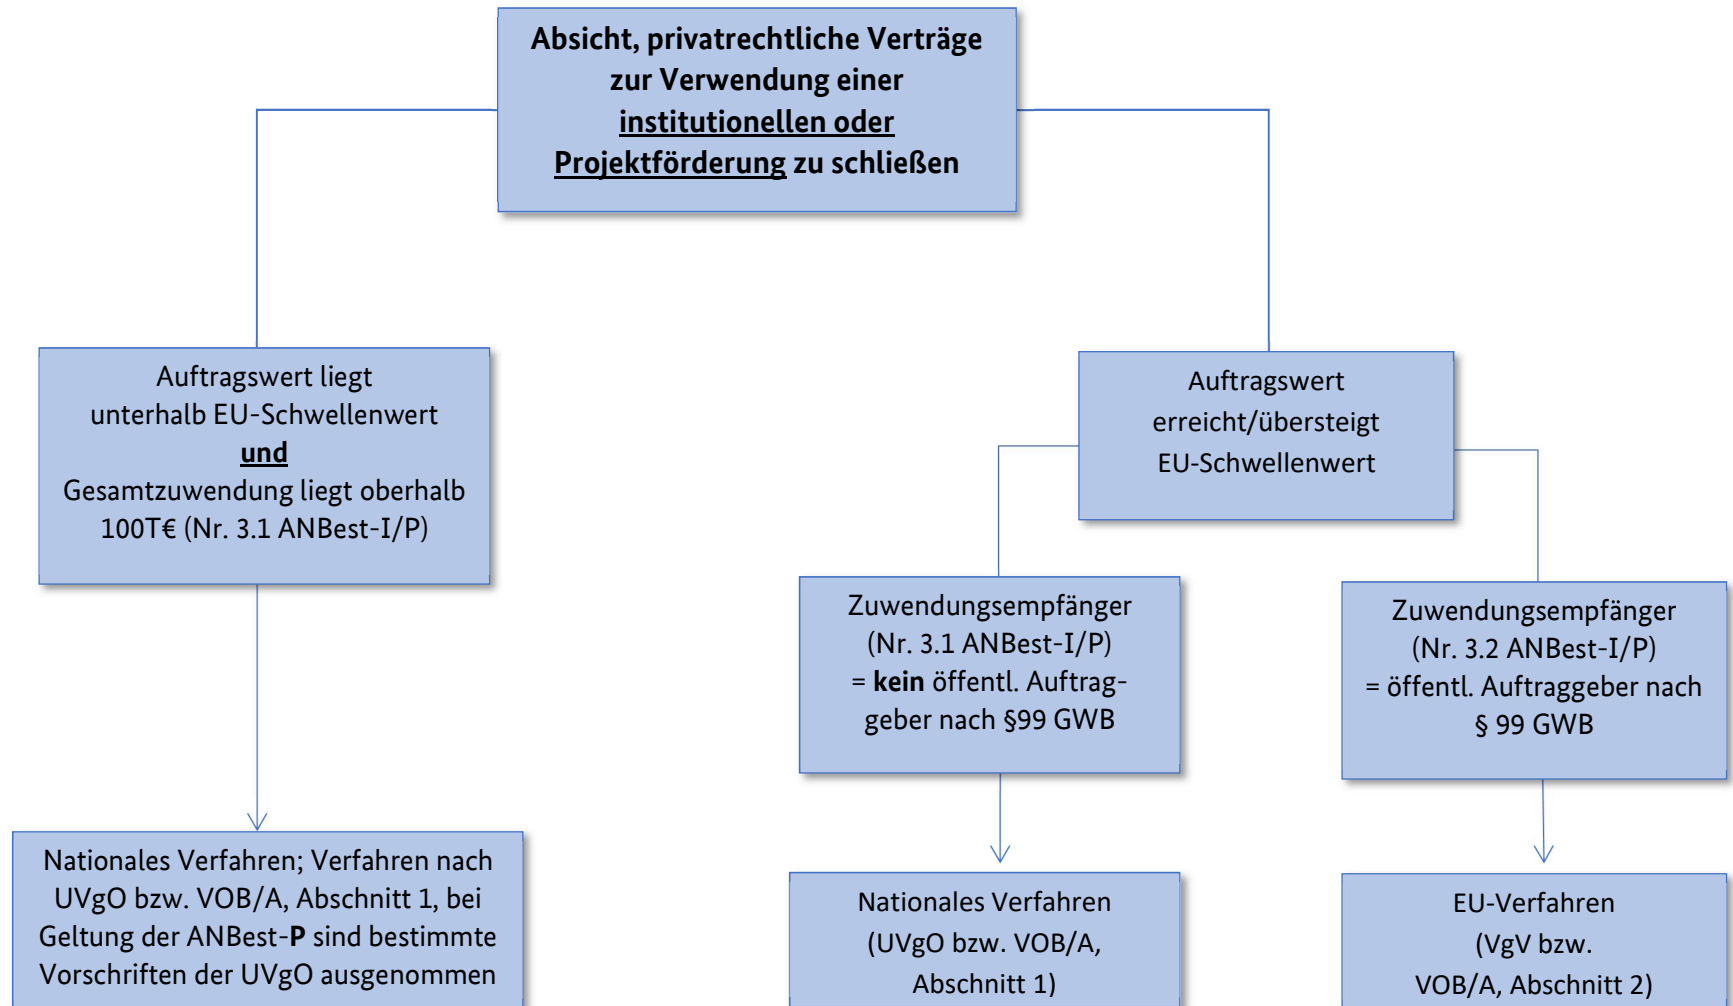 Absicht, privatrechtliche Verträge
zur Verwendung einer
institutionellen oder
Projektförderung zu schließen
Auftragswert liegt
unterhalb EU-Schwellenwert
und
Gesamtzuwendung liegt oberhalb
100T€ (Nr. 3.1 ANBest-I/P)
Auftragswert
erreicht/übersteigt
EU-Schwellenwert
Zuwendungsempfänger
(Nr. 3.1 ANBest-I/P)
= kein öffentl. Auftrag-
geber nach §99 GWB
Zuwendungsempfänger
(Nr. 3.2 ANBest-I/P)
= öffentl. Auftraggeber nach
§ 99 GWB
Nationales Verfahren; Verfahren nach
UVgO bzw. VOB/A, Abschnitt 1, bei
Geltung der ANBest-P sind bestimmte
Vorschriften der UVgO ausgenommen
Nationales Verfahren
(UVgO bzw. VOB/A,
Abschnitt 1)
EU-Verfahren
(VgV bzw.
VOB/A, Abschnitt 2)